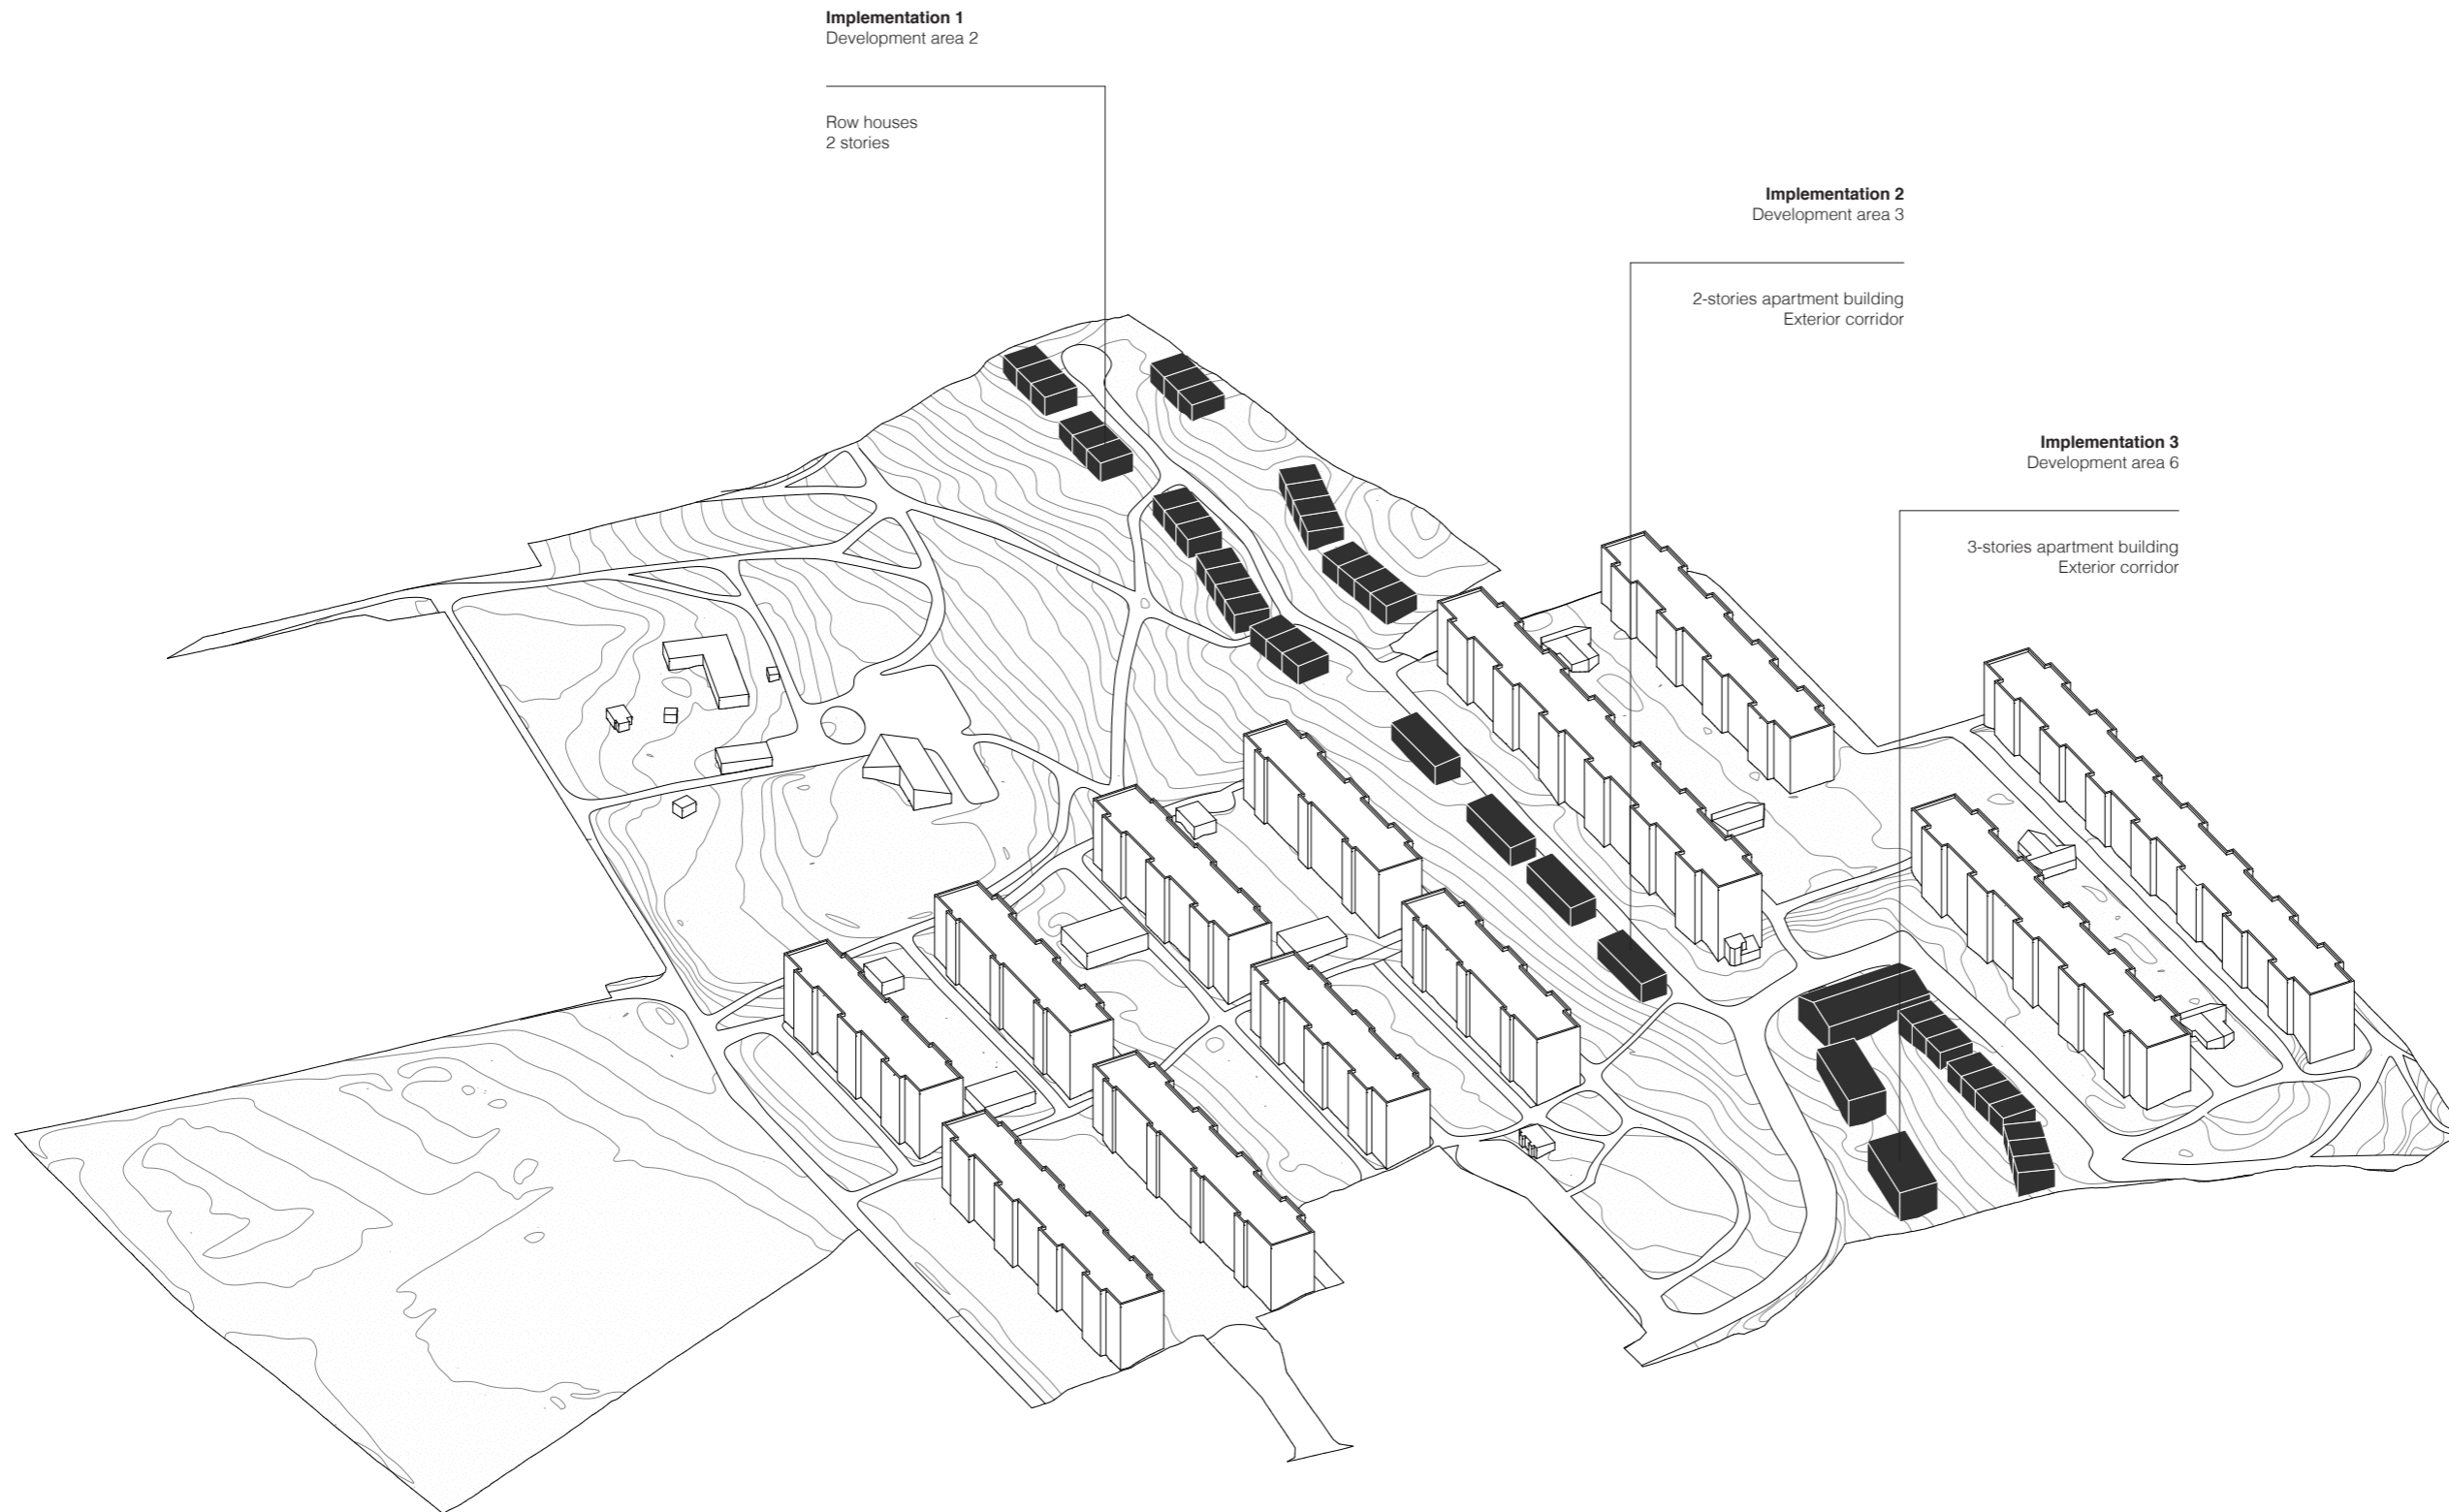 Implementation 1
Development area 2
Row houses
2 stories
Implementation 2
Development area 3
2-stories apartment building
Exterior corridor
Implementation 3
Development area 6
3-stories apartment building
Exterior corridor